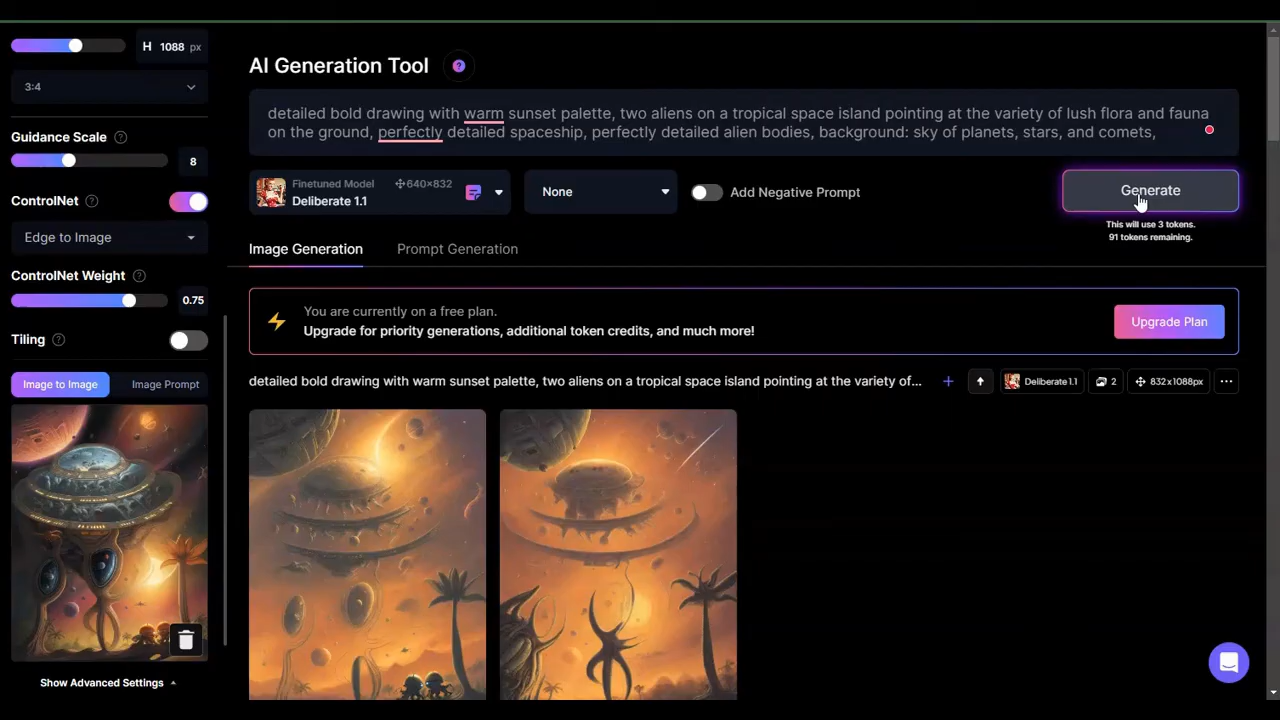 H 1088 px
3:4
Guidance Scale ?
8
ControlNet ?
Edge to Image
ControlNet Weight ?
0.75
Tiling ?
Image to Image
Image Prompt
Show Advanced Settings
AI Generation Tool ?
detailed bold drawing with warm sunset palette, two aliens on a tropical space island pointing at the variety of lush flora and fauna
on the ground, perfectly detailed spaceship, perfectly detailed alien bodies, background: sky of planets, stars, and comets,
Finetuned Model 640×832
Deliberate 1.1
None
Add Negative Prompt
Generate
This will use 3 tokens.
91 tokens remaining.
Image Generation
Prompt Generation
You are currently on a free plan.
Upgrade for priority generations, additional token credits, and much more!
Upgrade Plan
detailed bold drawing with warm sunset palette, two aliens on a tropical space island pointing at the variety of...
Deliberate 1.1
2
832x1088px